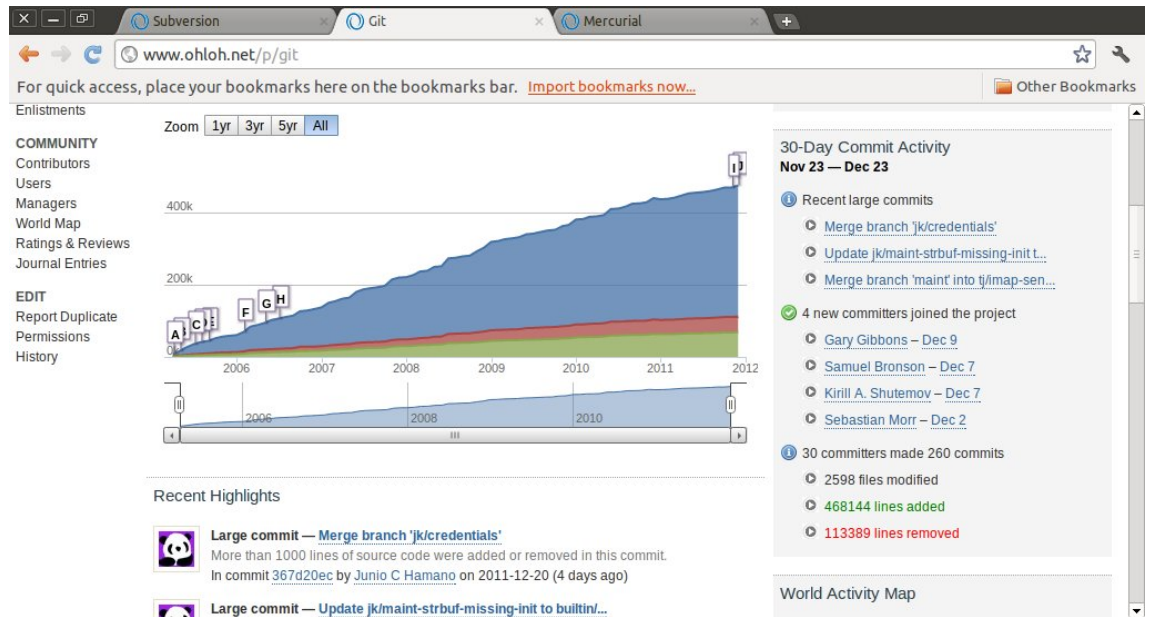 Subversion
Git
Mercurial
www.ohloh.net/p/git
For quick access, place your bookmarks here on the bookmarks bar. Import bookmarks now...
Other Bookmarks
Enlistments
COMMUNITY
Contributors
Users
Managers
World Map
Ratings & Reviews
Journal Entries
EDIT
Report Duplicate
Permissions
History
Zoom 1yr 3yr 5yr All
I J
400k
200k
H
G
F
E
C
A
0k
2006 2007 2008 2009 2010 2011 2012
2006 2008 2010
Recent Highlights
Large commit — Merge branch 'jk/credentials'
More than 1000 lines of source code were added or removed in this commit.
In commit 367d20ec by Junio C Hamano on 2011-12-20 (4 days ago)
Large commit — Update jk/maint-strbuf-missing-init to builtin/...
30-Day Commit Activity
Nov 23 — Dec 23
Recent large commits
Merge branch 'jk/credentials'
Update jk/maint-strbuf-missing-init t...
Merge branch 'maint' into tj/imap-sen...
4 new committers joined the project
Gary Gibbons – Dec 9
Samuel Bronson – Dec 7
Kirill A. Shutemov – Dec 7
Sebastian Morr – Dec 2
30 committers made 260 commits
2598 files modified
468144 lines added
113389 lines removed
World Activity Map